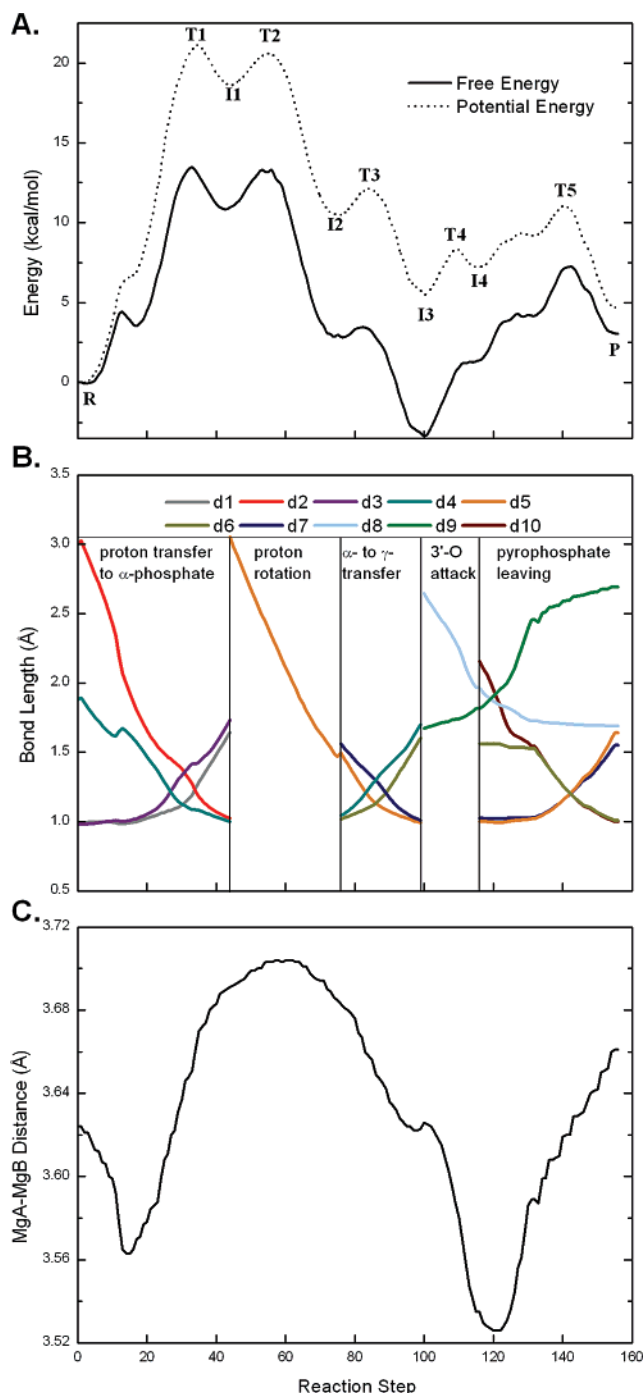 A.
T1
T2
I1
Free Energy
Potential Energy
T3
I2
T4
T5
I3
I4
R
P
20
15
10
5
0
Energy (kcal/mol)
B.
3.5
3.0
2.5
2.0
1.5
1.0
0.5
Bond Length (Å)
d1 d2 d3 d4 d5
d6 d7 d8 d9 d10
proton transfer
to α-phosphate
proton
rotation
α- to γ-
transfer
3'-O
attack
pyrophosphate
leaving
C.
3.72
3.68
3.64
3.60
3.56
3.52
MgA-MgB Distance (Å)
0 20 40 60 80 100 120 140 160
Reaction Step